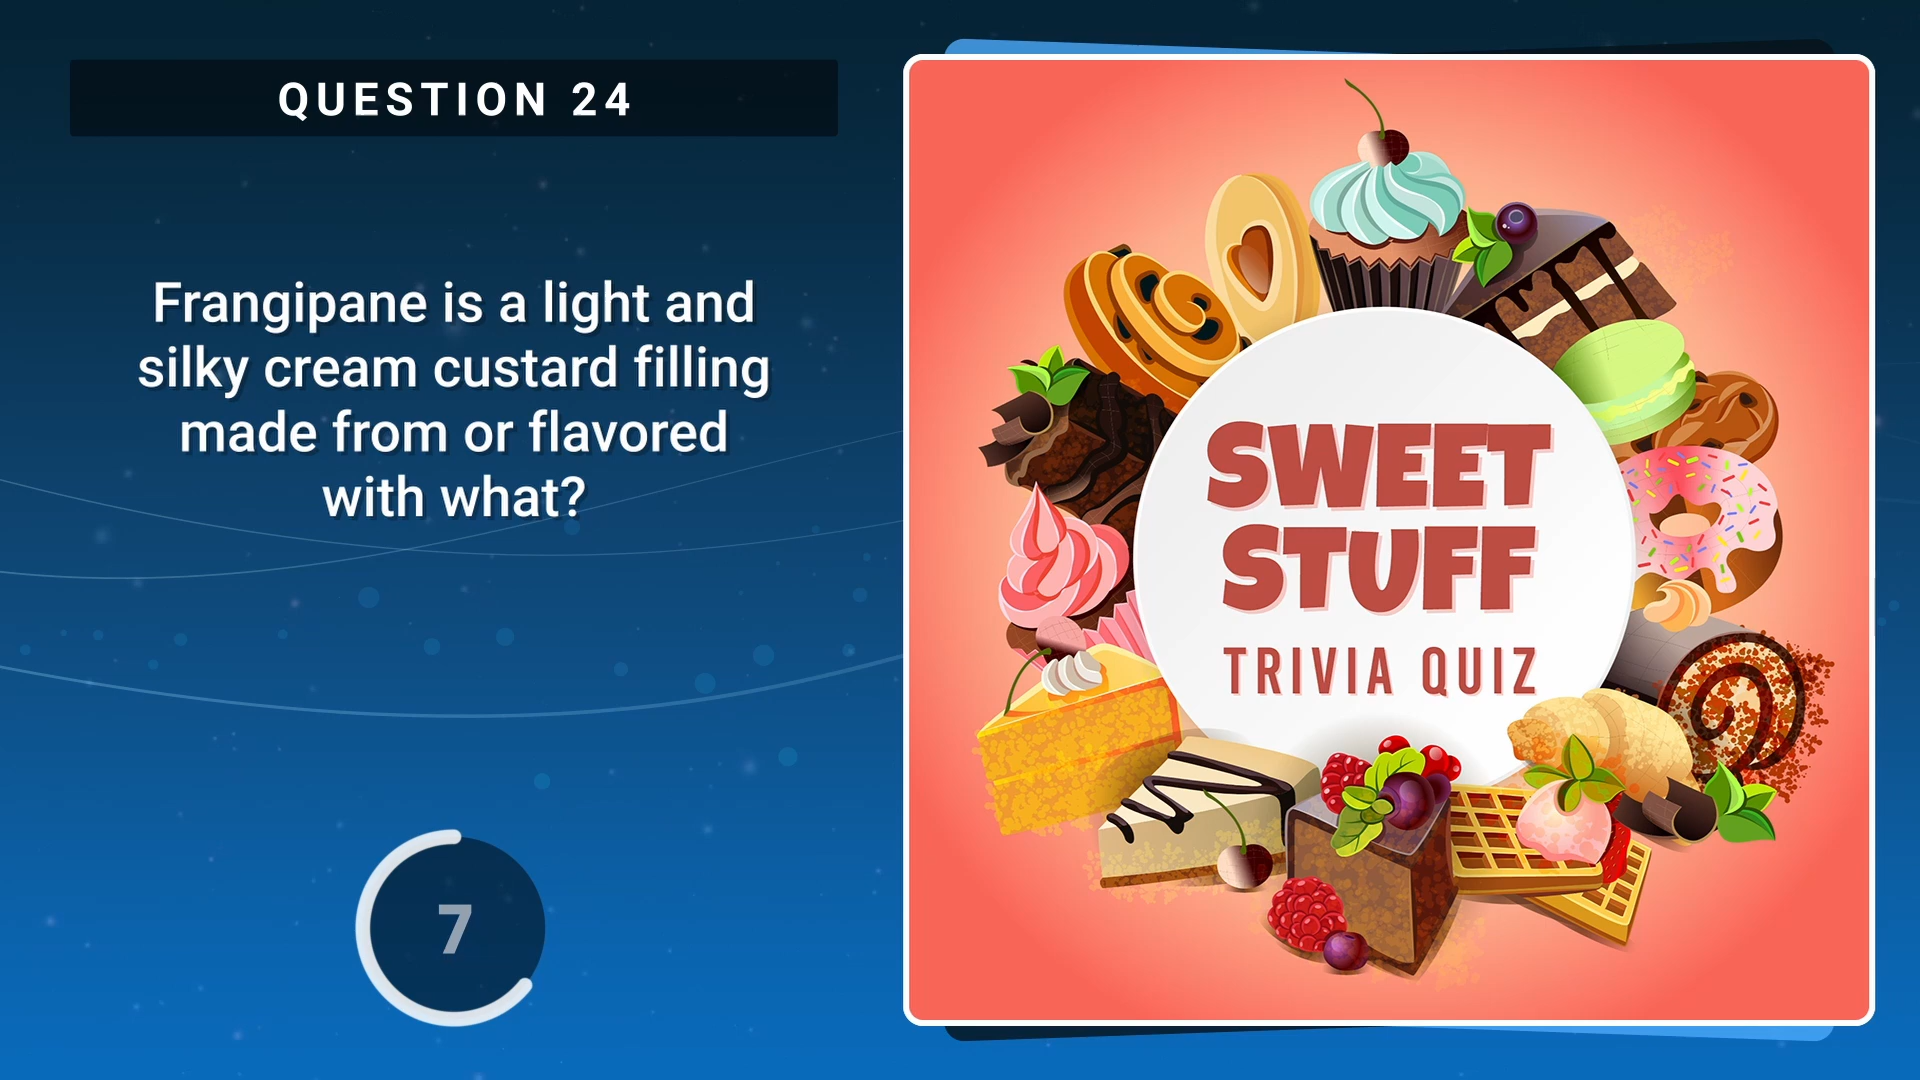 QUESTION 24
Frangipane is a light and
silky cream custard filling
made from or flavored
with what?
7
SWEET
STUFF
TRIVIA QUIZ